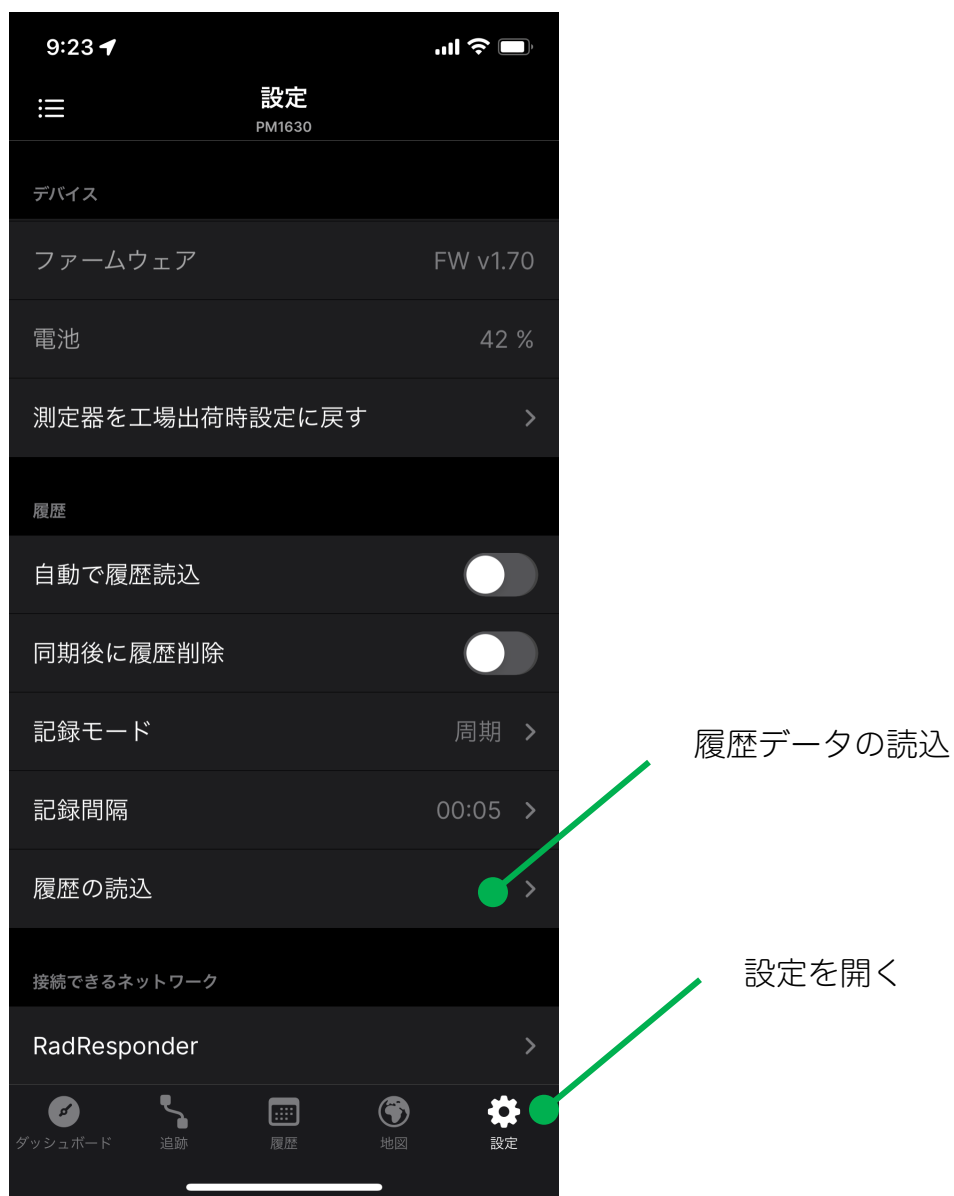 9:23
設定
PM1630
デバイス
ファームウェア FW v1.70
電池 42 %
測定器を工場出荷時設定に戻す
履歴
自動で履歴読込
同期後に履歴削除
記録モード 周期
記録間隔 00:05
履歴の読込
接続できるネットワーク
RadResponder
ダッシュボード 追跡 履歴 地図 設定
履歴データの読込
設定を開く